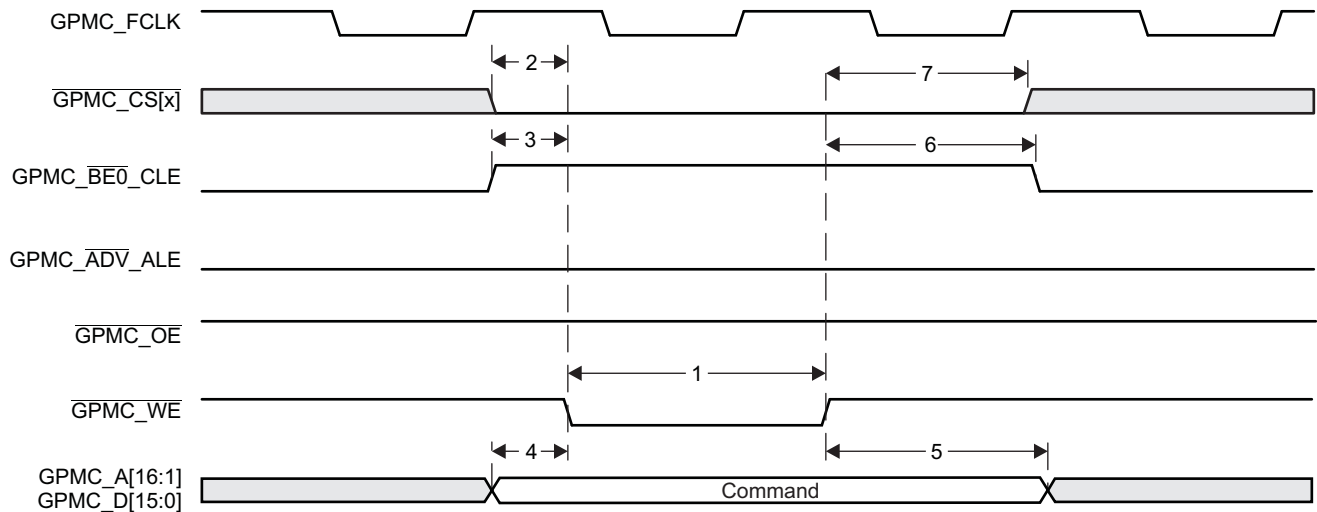 GPMC_FCLK
2
7
GPMC_CS[x]
3
6
GPMC_BE0_CLE
GPMC_ADV_ALE
GPMC_OE
1
GPMC_WE
4
5
GPMC_A[16:1]
GPMC_D[15:0]
Command